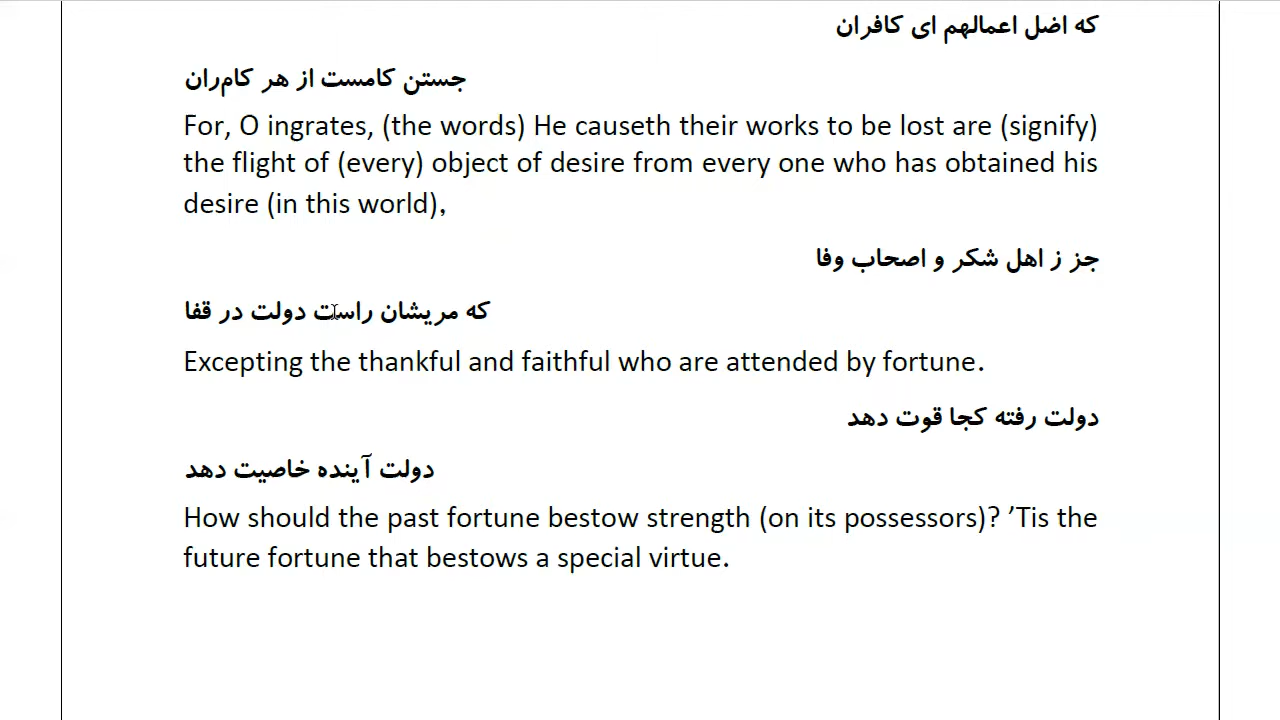 که اضل اعمالهم ای کافران
جستن کامست از هر کام‌ران
For, O ingrates, (the words) He causeth their works to be lost are (signify)
the flight of (every) object of desire from every one who has obtained his
desire (in this world),
جز ز اهل شکر و اصحاب وفا
که مریشان راست دولت در قفا
Excepting the thankful and faithful who are attended by fortune.
دولت رفته کجا قوت دهد
دولت آینده خاصیت دهد
How should the past fortune bestow strength (on its possessors)? ’Tis the
future fortune that bestows a special virtue.